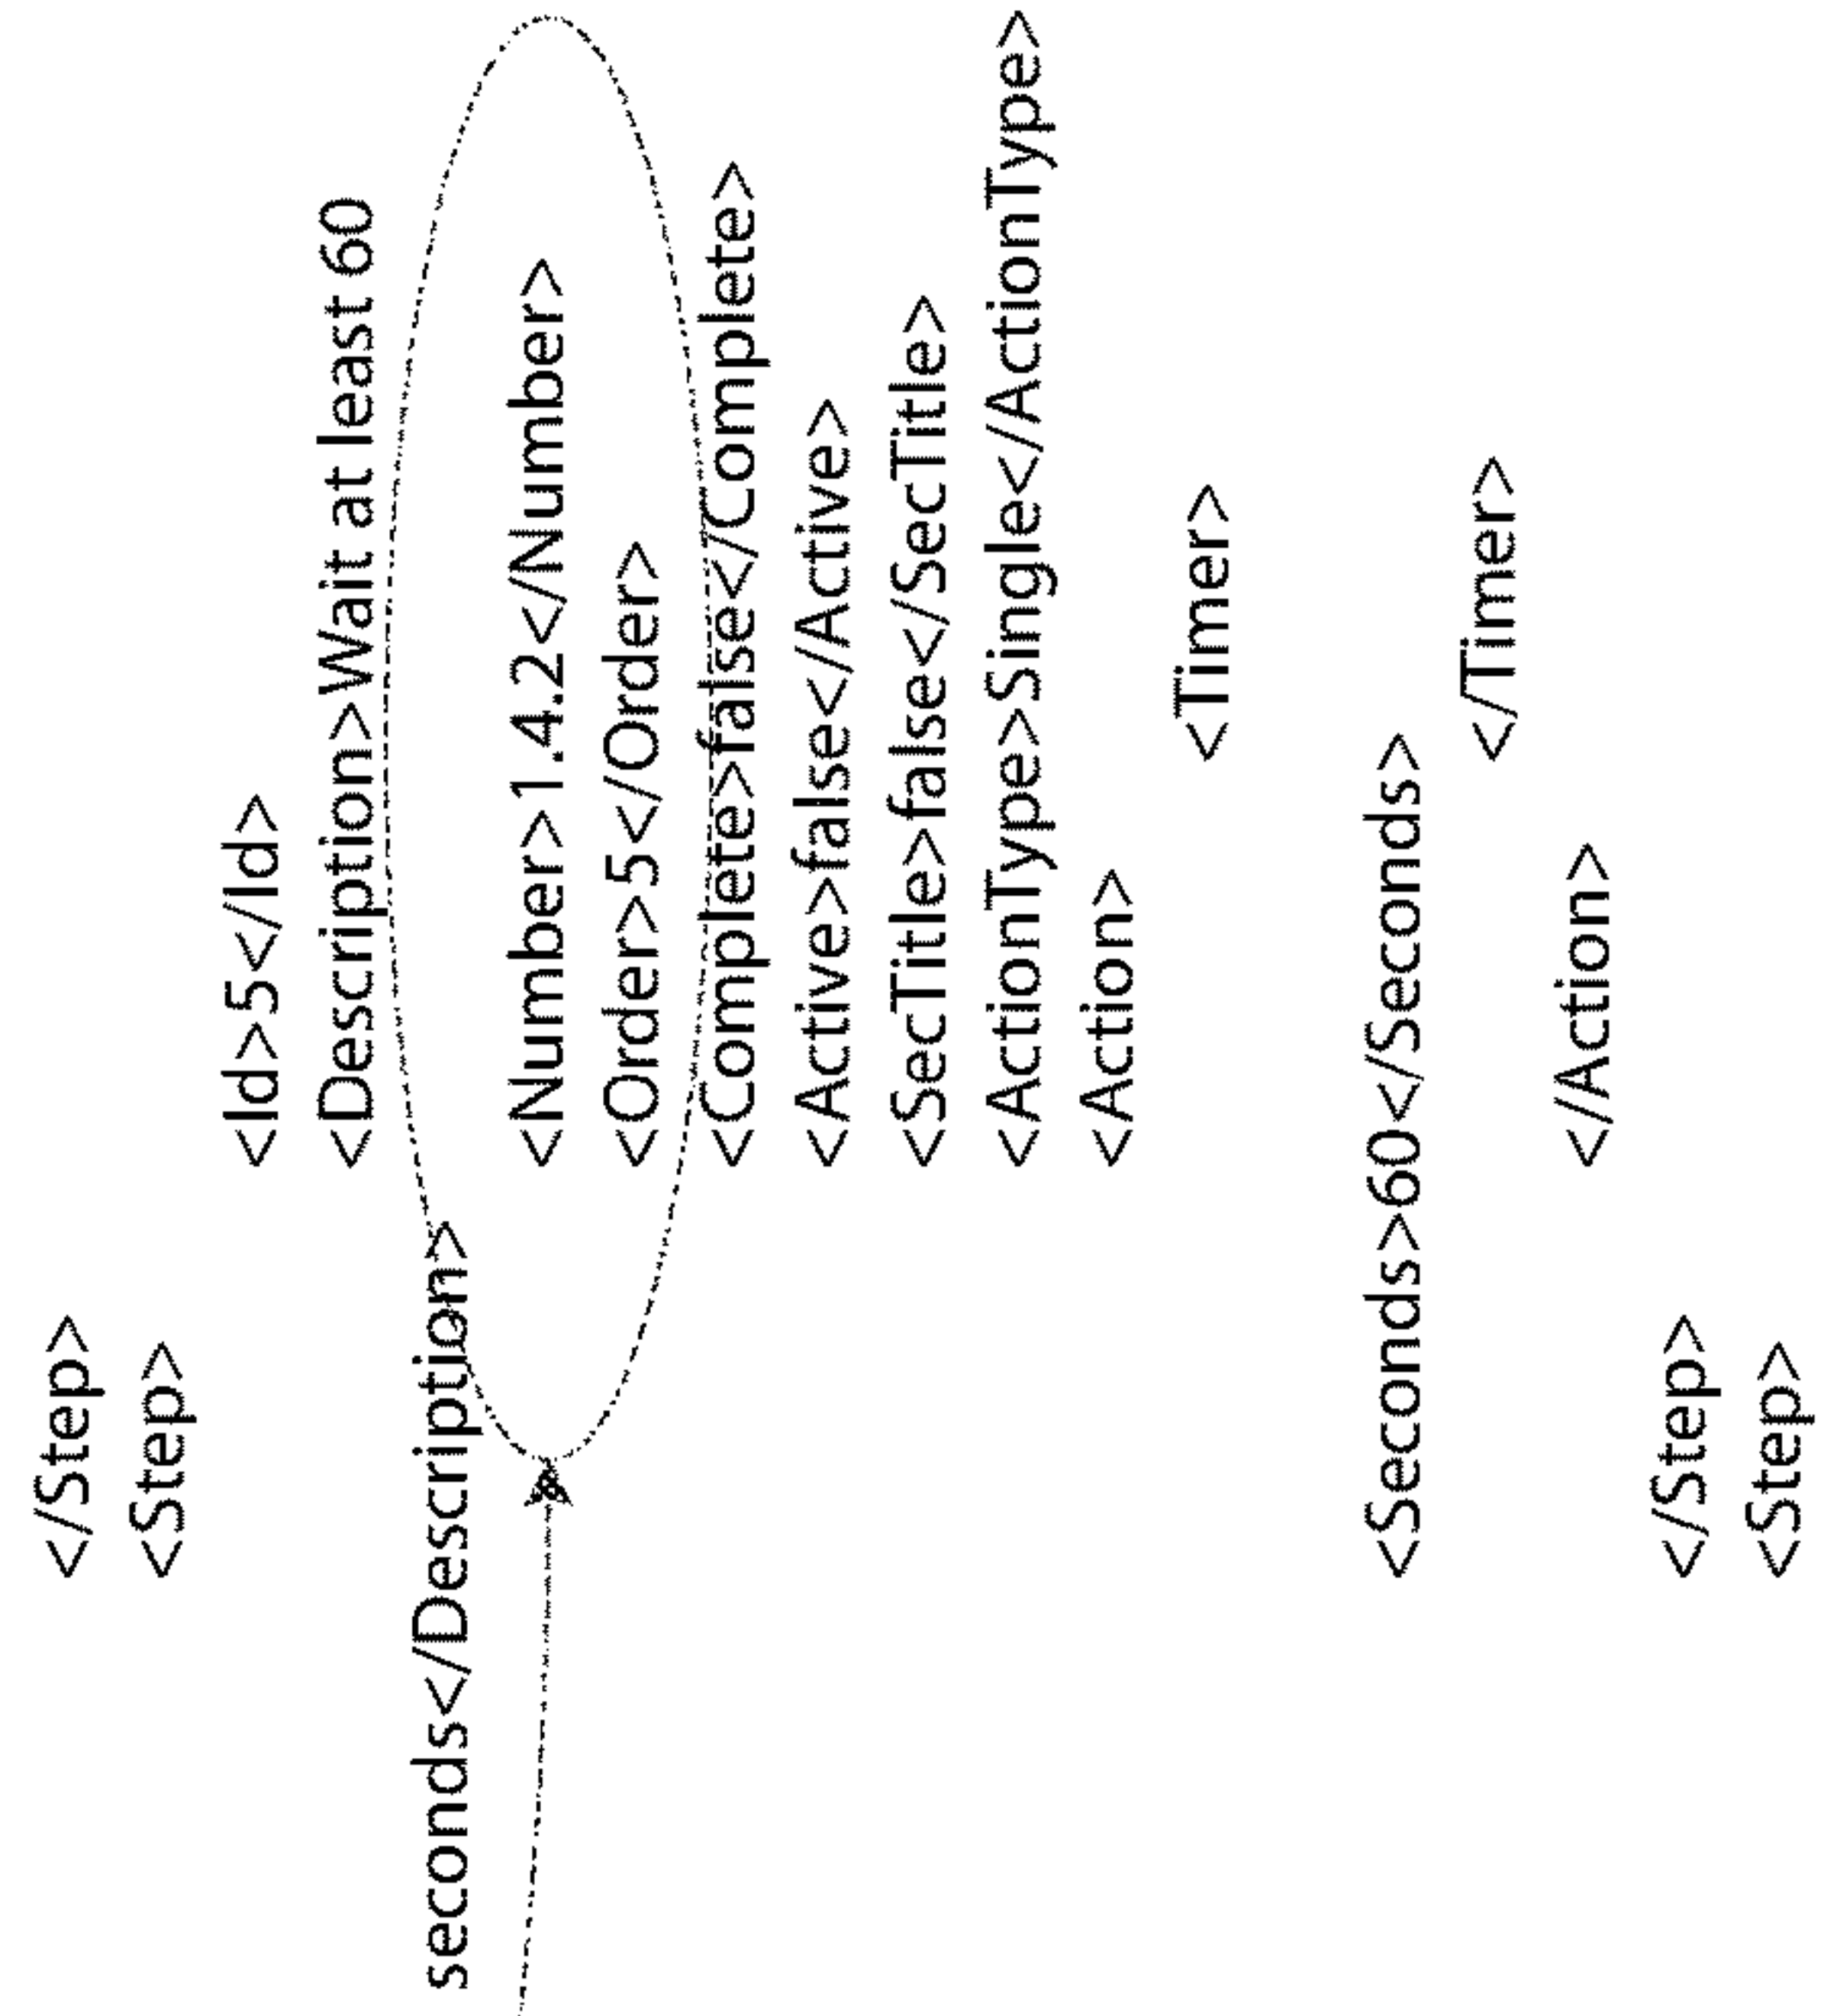 </Step>
<Step>
<Id>5</Id>
<Description>Wait at least 60
seconds</Description>
<Number>1.4.2</Number>
<Order>5</Order>
<Complete>false</Complete>
<Active>false</Active>
<SecTitle>false</SecTitle>
<ActionType>Single</ActionType>
<Action>
<Timer>
<Seconds>60</Seconds>
</Timer>
</Action>
</Step>
<Step>